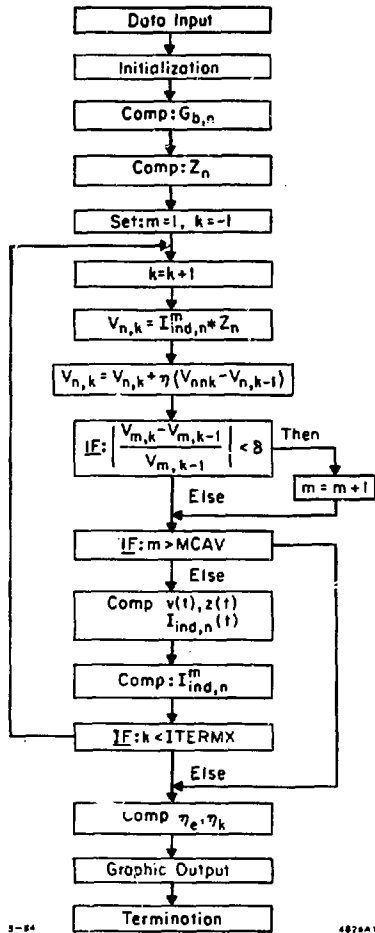 Data Input
Initialization
Comp: G_{b,n}
Comp: Z_n
Set: m=1, k=-1
k=k+1
V_{n,k} = I^m_{ind,n} * Z_n
V_{n,k} = V_{n,k} + η (V_{nnk} - V_{n,k-1})
IF: | (V_{m,k} - V_{m,k-1}) / V_{m,k-1} | < δ
Then
m = m+1
Else
IF: m > MCAV
Else
Comp v(t), z(t)
I_{ind,n}(t)
Comp: I^m_{ind,n}
IF: k < ITERMX
Else
Comp η_e, η_k
Graphic Output
Termination
4826A1